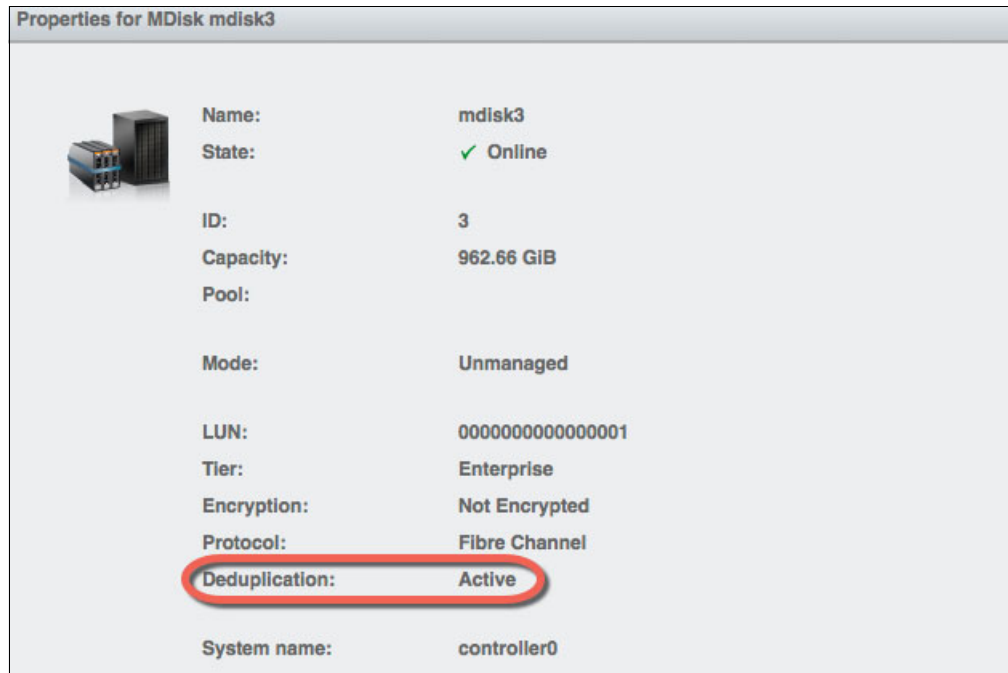 Properties for MDisk mdisk3
Name: mdisk3
State: ✓ Online
ID: 3
Capacity: 962.66 GiB
Pool:
Mode: Unmanaged
LUN: 0000000000000001
Tier: Enterprise
Encryption: Not Encrypted
Protocol: Fibre Channel
Deduplication: Active
System name: controller0